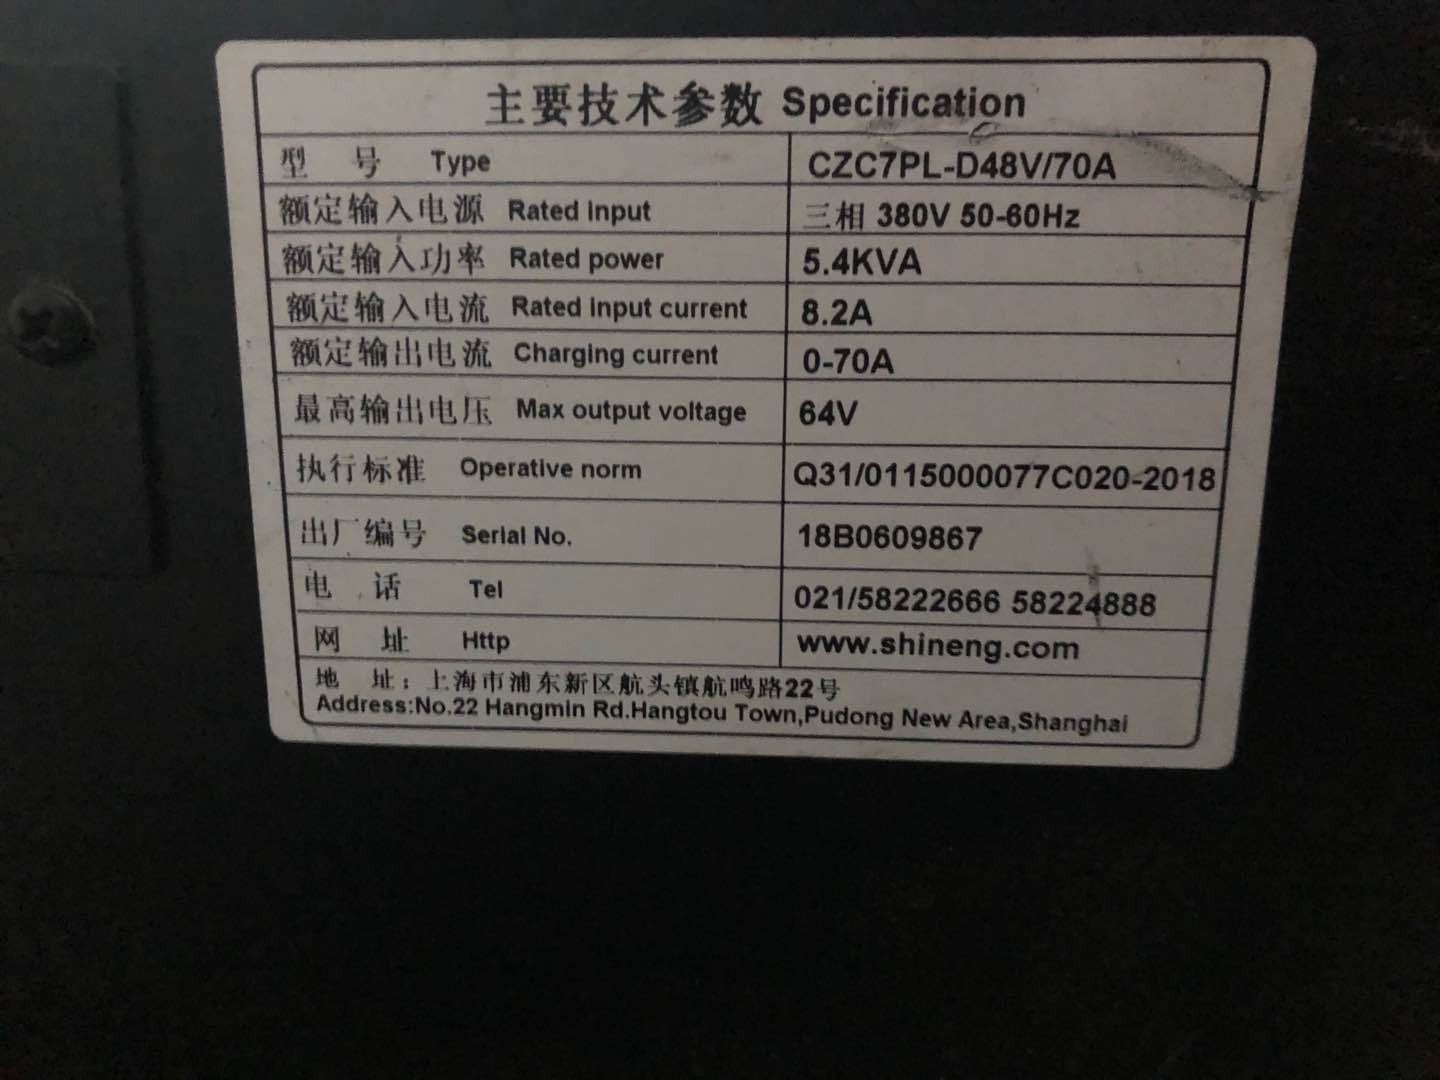 主要技术参数 Specification
型 号 Type CZC7PL-D48V/70A
额定输入电源 Rated input 三相 380V 50-60Hz
额定输入功率 Rated power 5.4KVA
额定输入电流 Rated input current 8.2A
额定输出电流 Charging current 0-70A
最高输出电压 Max output voltage 64V
执行标准 Operative norm Q31/0115000077C020-2018
出厂编号 Serial No. 18B0609867
电 话 Tel 021/58222666 58224888
网 址 Http www.shineng.com
地 址：上海市浦东新区航头镇航鸣路22号
Address:No.22 Hangmin Rd.Hangtou Town,Pudong New Area,Shanghai